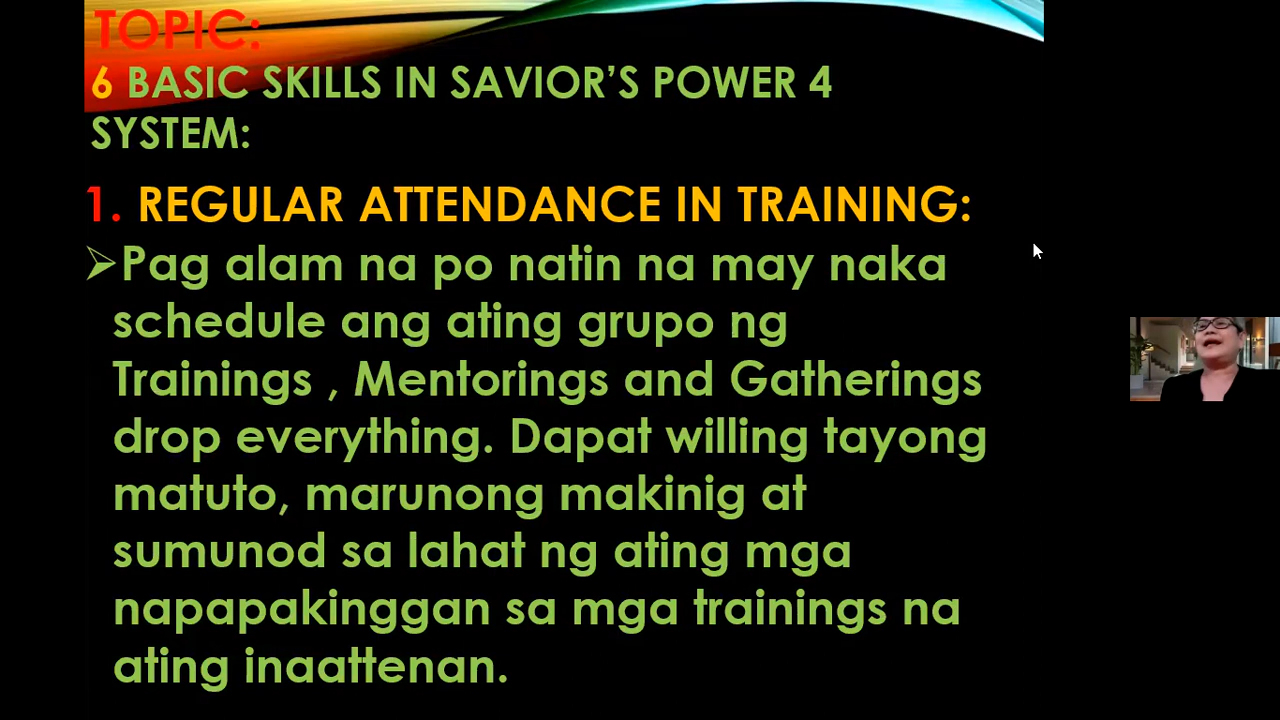 TOPIC:
6 BASIC SKILLS IN SAVIOR’S POWER 4
SYSTEM:
1. REGULAR ATTENDANCE IN TRAINING:
➢Pag alam na po natin na may naka
schedule ang ating grupo ng
Trainings , Mentorings and Gatherings
drop everything. Dapat willing tayong
matuto, marunong makinig at
sumunod sa lahat ng ating mga
napapakinggan sa mga trainings na
ating inaattenan.